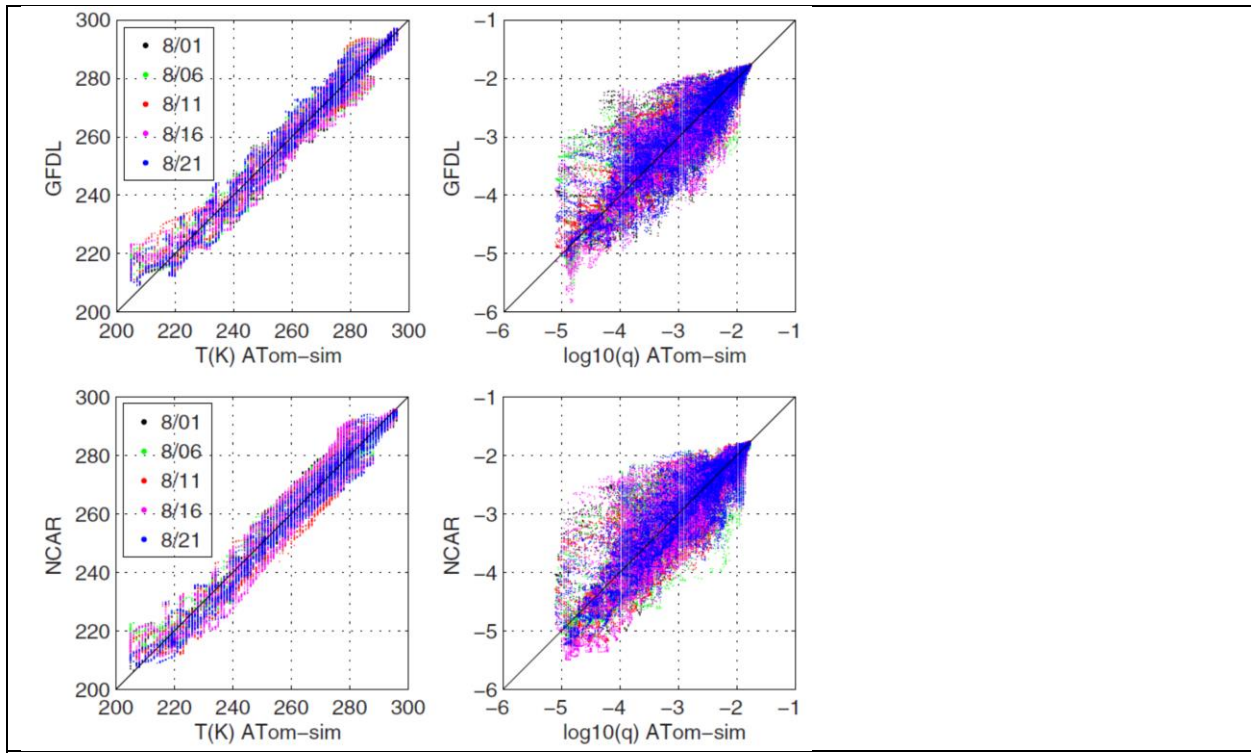 300
280
260
240
220
200
GFDL
8/01
8/06
8/11
8/16
8/21
200 220 240 260 280 300
T(K) ATom−sim
−1
−2
−3
−4
−5
−6
GFDL
−6 −5 −4 −3 −2 −1
log10(q) ATom−sim
300
280
260
240
220
200
NCAR
8/01
8/06
8/11
8/16
8/21
200 220 240 260 280 300
T(K) ATom−sim
−1
−2
−3
−4
−5
−6
NCAR
−6 −5 −4 −3 −2 −1
log10(q) ATom−sim